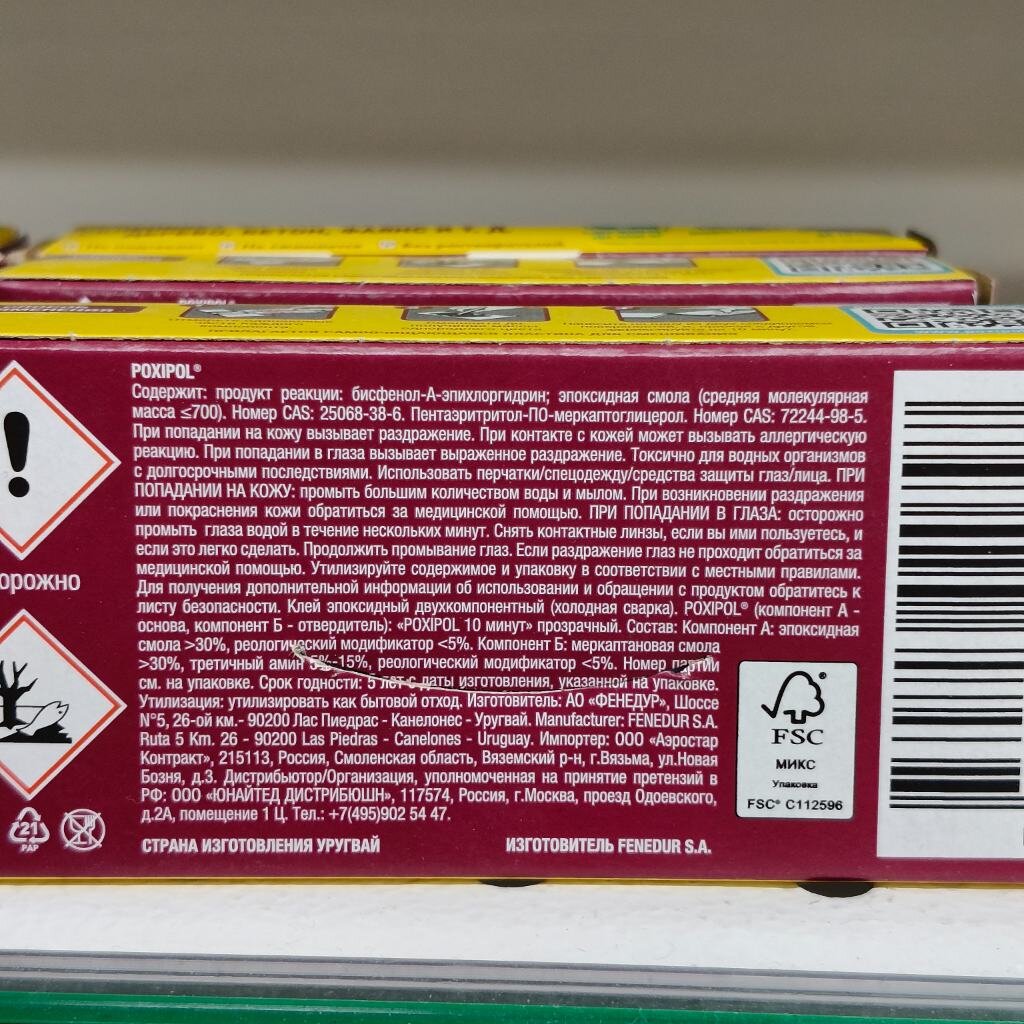 ДЕРЕВО, БЕТОН, ФАЯНС И Т. Д.
POXIPOL®
POXIPOL®
Содержит: продукт реакции: бисфенол-А-эпихлоргидрин; эпоксидная смола (средняя молекулярная
масса ≤700). Номер CAS: 25068-38-6. Пентаэритритол-ПО-меркаптоглицерол. Номер CAS: 72244-98-5.
При попадании на кожу вызывает раздражение. При контакте с кожей может вызывать аллергическую
реакцию. При попадании в глаза вызывает выраженное раздражение. Токсично для водных организмов
с долгосрочными последствиями. Использовать перчатки/спецодежду/средства защиты глаз/лица. ПРИ
ПОПАДАНИИ НА КОЖУ: промыть большим количеством воды и мылом. При возникновении раздражения
или покраснения кожи обратиться за медицинской помощью. ПРИ ПОПАДАНИИ В ГЛАЗА: осторожно
промыть глаза водой в течение нескольких минут. Снять контактные линзы, если вы ими пользуетесь, и
если это легко сделать. Продолжить промывание глаз. Если раздражение глаз не проходит обратиться за
медицинской помощью. Утилизируйте содержимое и упаковку в соответствии с местными правилами.
Для получения дополнительной информации об использовании и обращении с продуктом обратитесь к
листу безопасности. Клей эпоксидный двухкомпонентный (холодная сварка). POXIPOL® (компонент А -
основа, компонент Б - отвердитель): «POXIPOL 10 минут» прозрачный. Состав: Компонент А: эпоксидная
смола >30%, реологический модификатор <5%. Компонент Б: меркаптановая смола
>30%, третичный амин 5%-15%, реологический модификатор <5%. Номер партии
см. на упаковке. Срок годности: 5 лет с даты изготовления, указанной на упаковке.
Утилизация: утилизировать как бытовой отход. Изготовитель: АО «ФЕНЕДУР», Шоссе
N°5, 26-ой км.- 90200 Лас Пиедрас - Канелонес - Уругвай. Manufacturer: FENEDUR S.A.
Ruta 5 Km. 26 - 90200 Las Piedras - Canelones - Uruguay. Импортер: ООО «Аэростар
Контракт», 215113, Россия, Смоленская область, Вяземский р-н, г.Вязьма, ул.Новая
Бозня, д.3. Дистрибьютор/Организация, уполномоченная на принятие претензий в
РФ: ООО «ЮНАЙТЕД ДИСТРИБЮШН», 117574, Россия, г.Москва, проезд Одоевского,
д.2А, помещение 1 Ц. Тел.: +7(495)902 54 47.
СТРАНА ИЗГОТОВЛЕНИЯ УРУГВАЙ
ИЗГОТОВИТЕЛЬ FENEDUR S.A.
орожно
21
PAP
FSC
МИКС
Упаковка
FSC® C112596